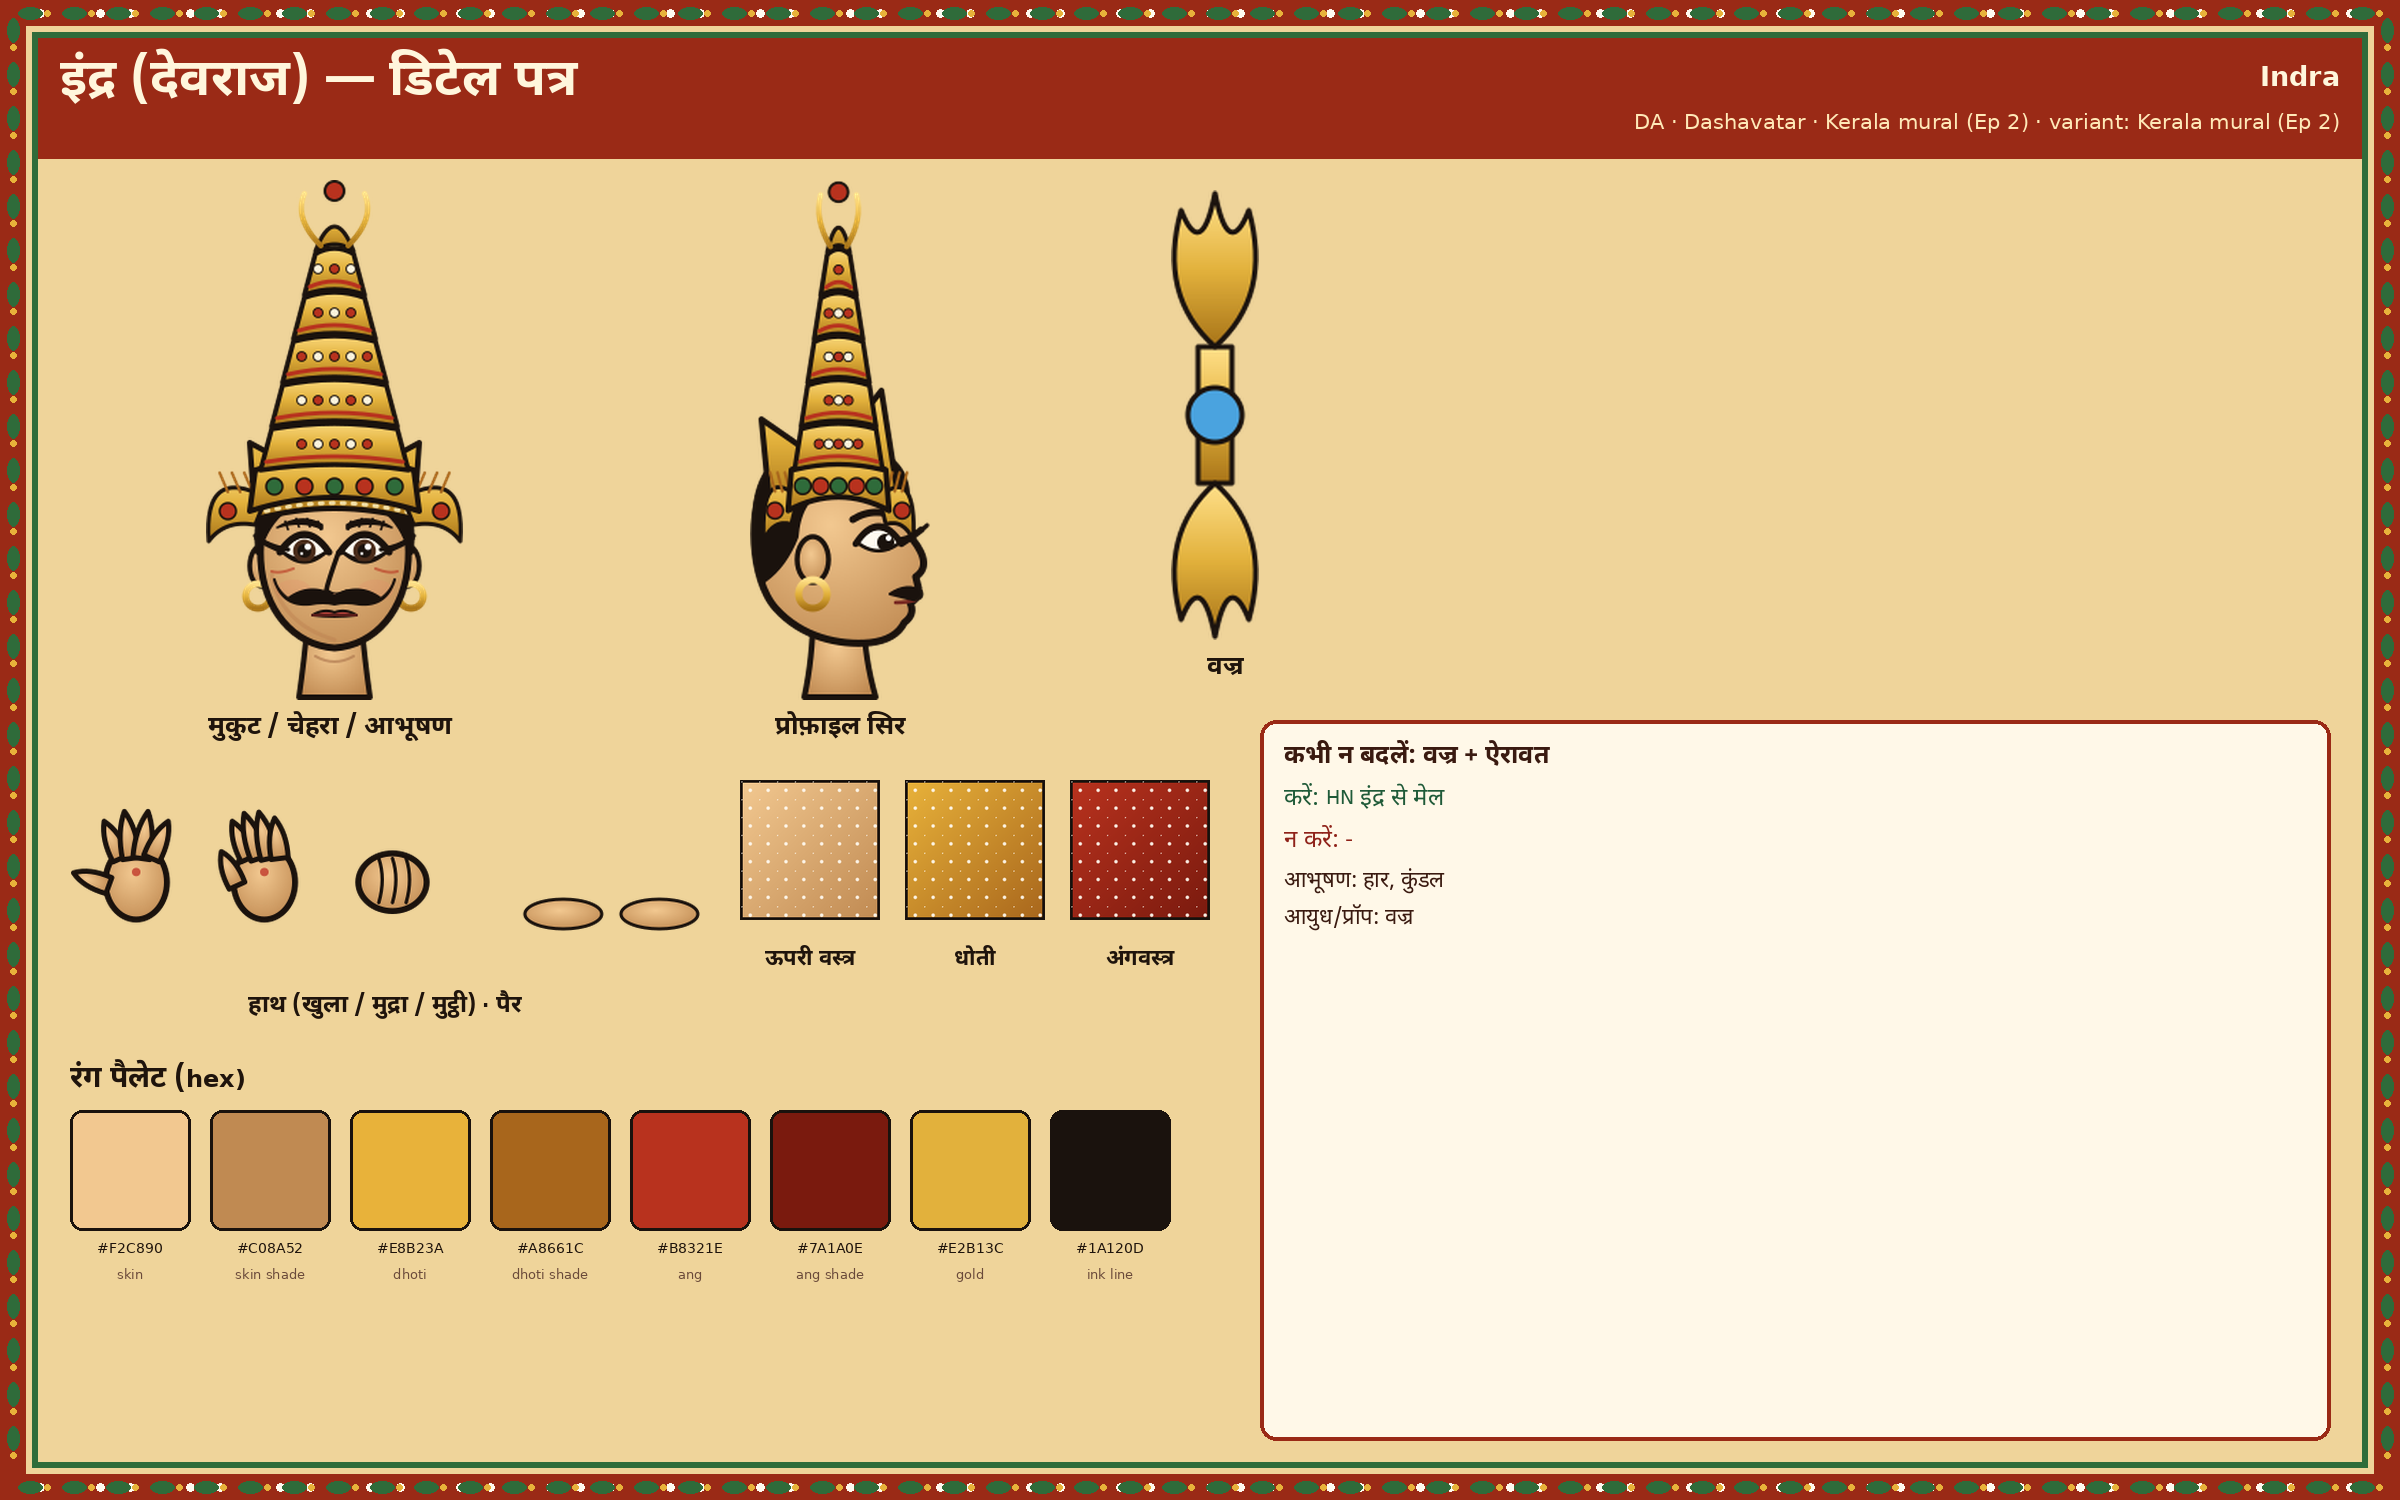 इंद्र (देवराज) — डिटेल पत्र
Indra
DA · Dashavatar · Kerala mural (Ep 2) · variant: Kerala mural (Ep 2)
वज्र
मुकुट / चेहरा / आभूषण
प्रोफ़ाइल सिर
कभी न बदलें: वज्र + ऐरावत
करें: HN इंद्र से मेल
न करें: -
आभूषण: हार, कुंडल
आयुध/प्रॉप: वज्र
ऊपरी वस्त्र
धोती
अंगवस्त्र
हाथ (खुला / मुद्रा / मुट्ठी) · पैर
रंग पैलेट (hex)
#F2C890
#C08A52
#E8B23A
#A8661C
#B8321E
#7A1A0E
#E2B13C
#1A120D
skin
skin shade
dhoti
dhoti shade
ang
ang shade
gold
ink line